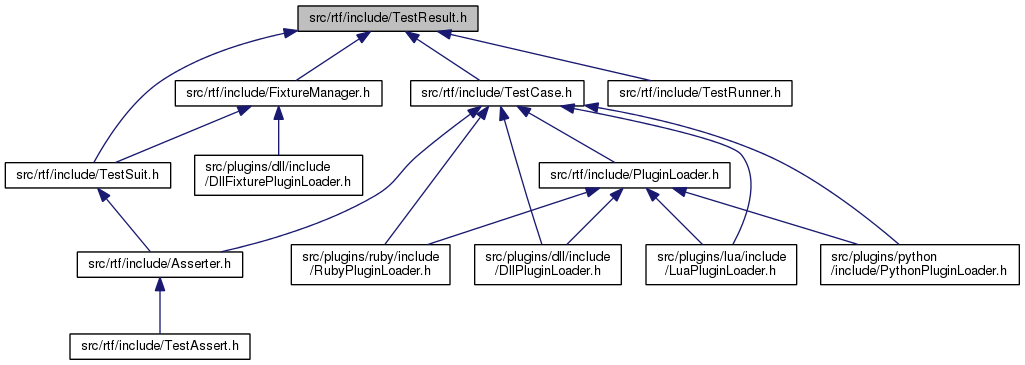 src/rtf/include/TestResult.h
src/rtf/include/FixtureManager.h
src/rtf/include/TestCase.h
src/rtf/include/TestRunner.h
src/rtf/include/TestSuit.h
src/plugins/dll/include
/DllFixturePluginLoader.h
src/rtf/include/PluginLoader.h
src/rtf/include/Asserter.h
src/plugins/ruby/include
/RubyPluginLoader.h
src/plugins/dll/include
/DllPluginLoader.h
src/plugins/lua/include
/LuaPluginLoader.h
src/plugins/python
/include/PythonPluginLoader.h
src/rtf/include/TestAssert.h